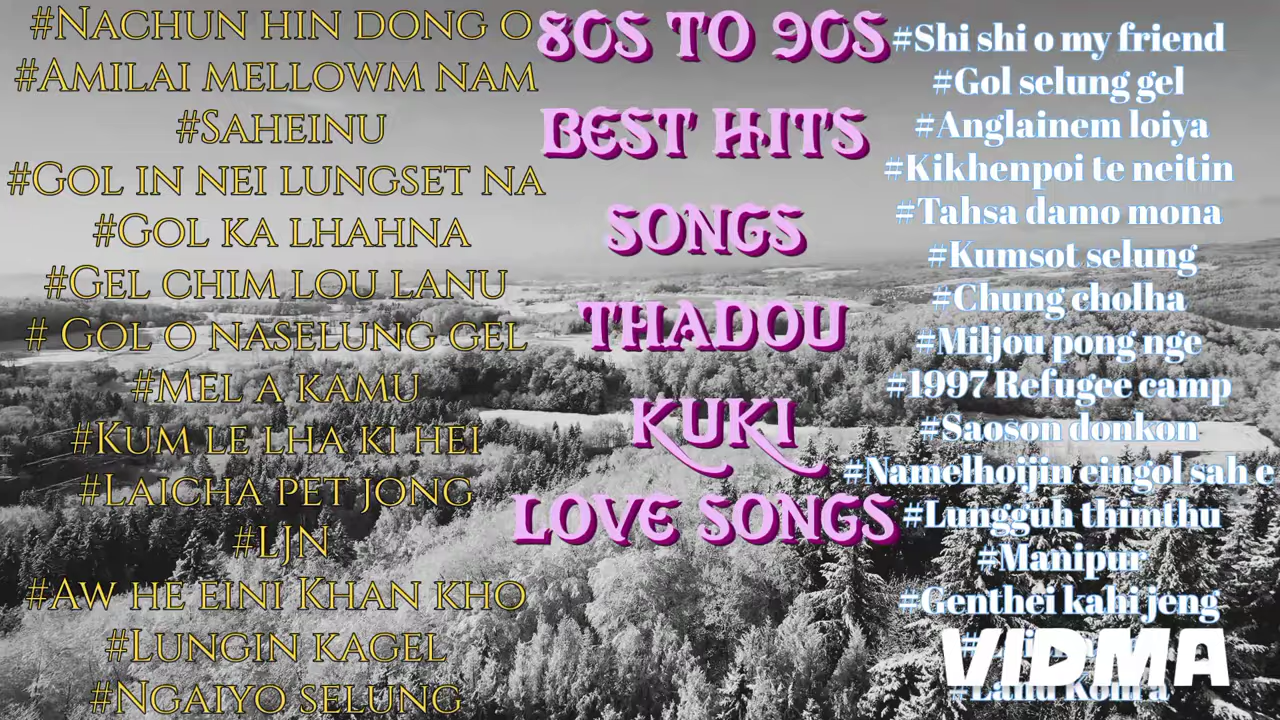 #Nachun hin dong o
#Amilai mellowm nam
#Saheinu
#Gol in nei lungset na
#Gol ka lhahna
#Gel chim lou lanu
# Gol o naselung gel
#Mel a kamu
#Kum le lha ki hei
#Laicha pet jong
#LJN
#Aw he eini Khan kho
#Lungin kagel
#Ngaiyo selung
80s to 90s
Best Hits
Songs
Thadou
Kuki
Love Songs
#Shi shi o my friend
#Gol selung gel
#Anglainem loiya
#Kikhenpoi te neitin
#Tahsa damo mona
#Kumsot selung
#Chung cholha
#Miljou pong nge
#1997 Refugee camp
#Saoson donkon
#Namelhoijin eingol sah e
#Lungguh thimthu
#Manipur
#Genthei kahi jeng
VIDMA
#Lanu